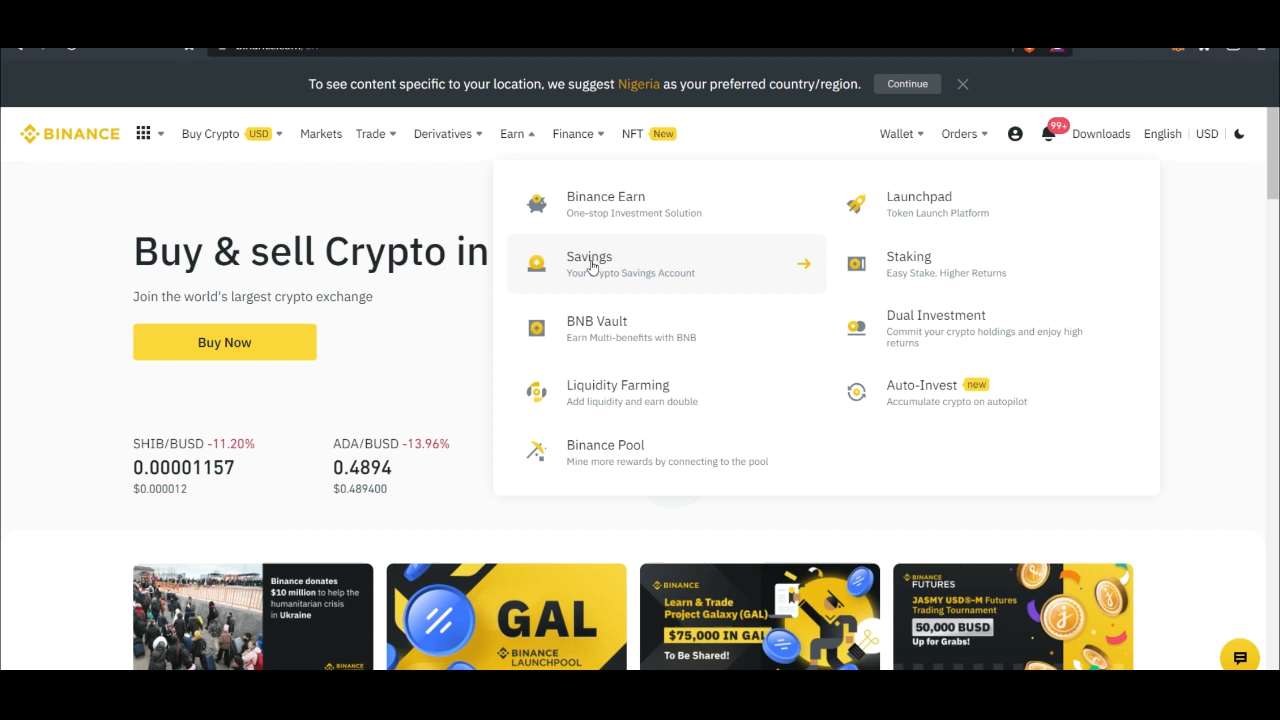 To see content specific to your location, we suggest Nigeria as your preferred country/region. Continue
BINANCE Buy Crypto USD Markets Trade Derivatives Earn Finance NFT New Wallet Orders 99+ Downloads English USD
Binance Earn
One-stop Investment Solution
Launchpad
Token Launch Platform
Savings
Your Crypto Savings Account
Staking
Easy Stake, Higher Returns
BNB Vault
Earn Multi-benefits with BNB
Dual Investment
Commit your crypto holdings and enjoy high
returns
Liquidity Farming
Add liquidity and earn double
Auto-Invest new
Accumulate crypto on autopilot
Binance Pool
Mine more rewards by connecting to the pool
Buy & sell Crypto in
Join the world's largest crypto exchange
Buy Now
SHIB/BUSD -11.20%
0.00001157
$0.000012
ADA/BUSD -13.96%
0.4894
$0.489400
Binance donates
$10 million to help the
humanitarian crisis
in Ukraine
BINANCE
GAL
BINANCE
LAUNCHPOOL
BINANCE
Learn & Trade
Project Galaxy (GAL)
$75,000 IN GAL
To Be Shared!
BINANCE
FUTURES
JASMY USDⓈ-M Futures
Trading Tournament
50,000 BUSD
Up for Grabs!